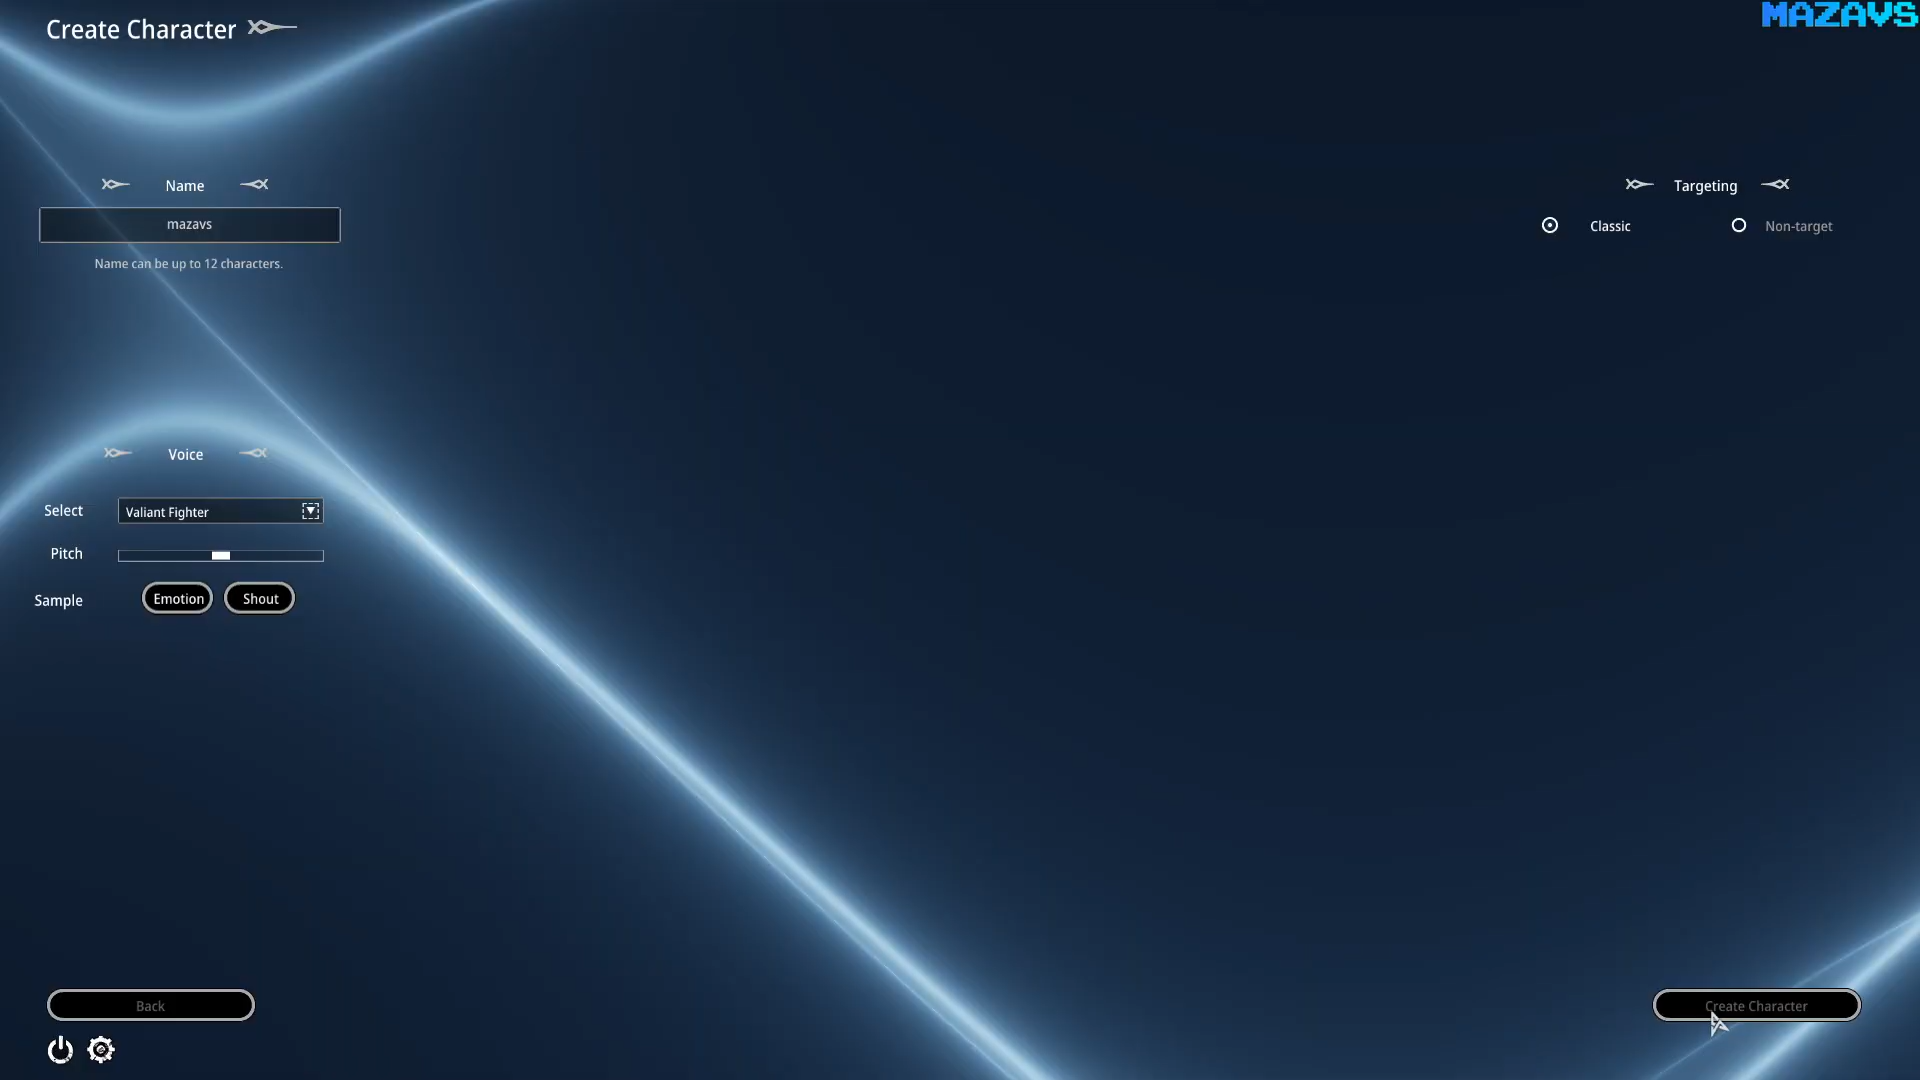 Create Character
MAZAVS
Name
mazavs
Name can be up to 12 characters.
Targeting
Classic
Non-target
Voice
Select
Valiant Fighter
Pitch
Sample
Emotion
Shout
Back
Create Character